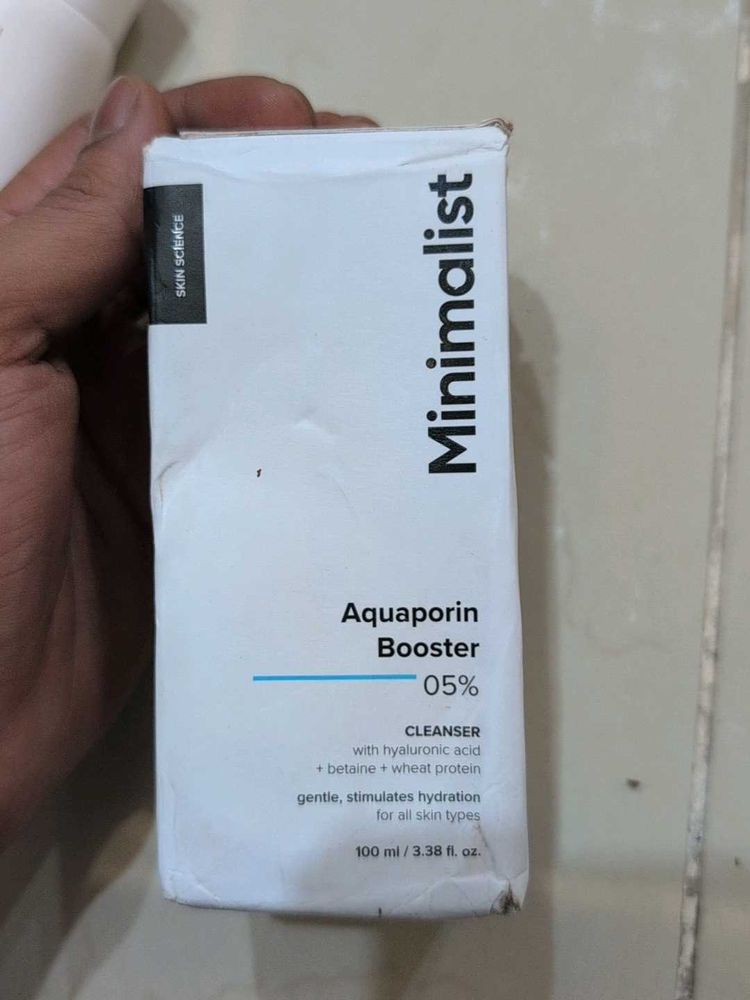 SKIN SCIENCE
Minimalist
Aquaporin
Booster
05%
CLEANSER
with hyaluronic acid
+ betaine + wheat protein
gentle, stimulates hydration
for all skin types
100 ml / 3.38 fl. oz.